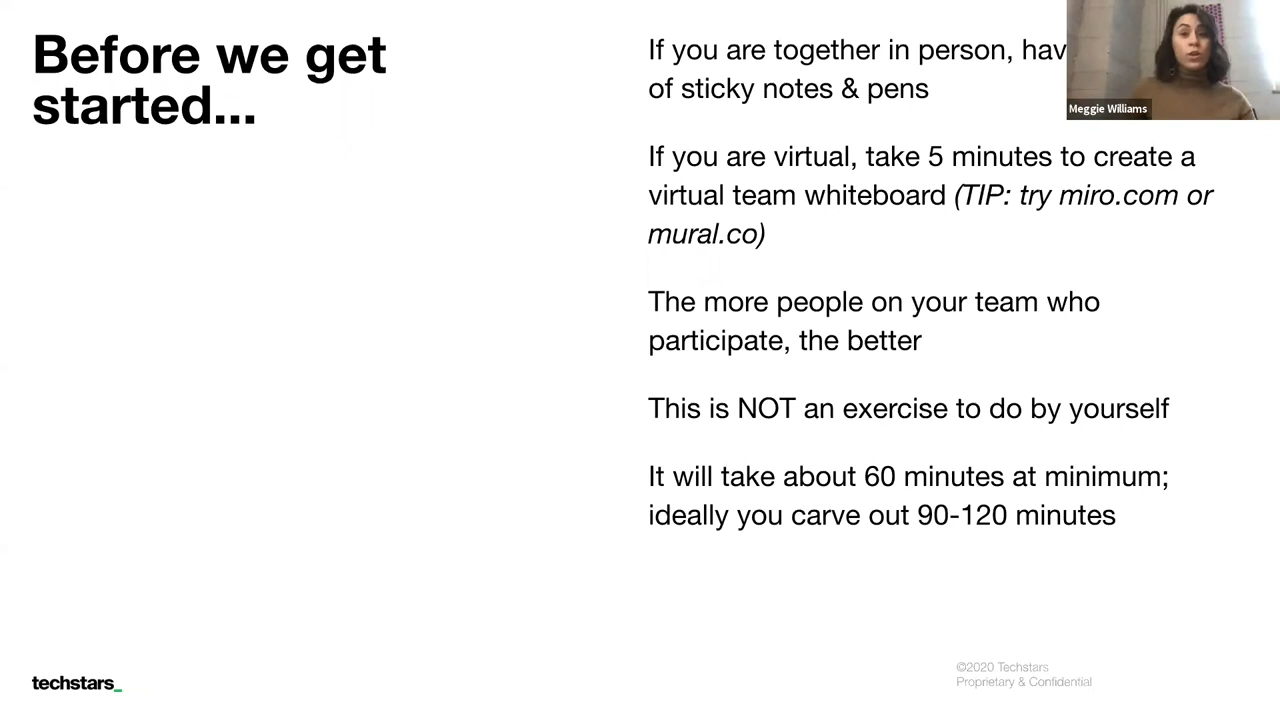 Before we get
started...
If you are together in person, hav
of sticky notes & pens
If you are virtual, take 5 minutes to create a
virtual team whiteboard (TIP: try miro.com or
mural.co)
The more people on your team who
participate, the better
This is NOT an exercise to do by yourself
It will take about 60 minutes at minimum;
ideally you carve out 90-120 minutes
Meggie Williams
techstars_
©2020 Techstars
Proprietary & Confidential